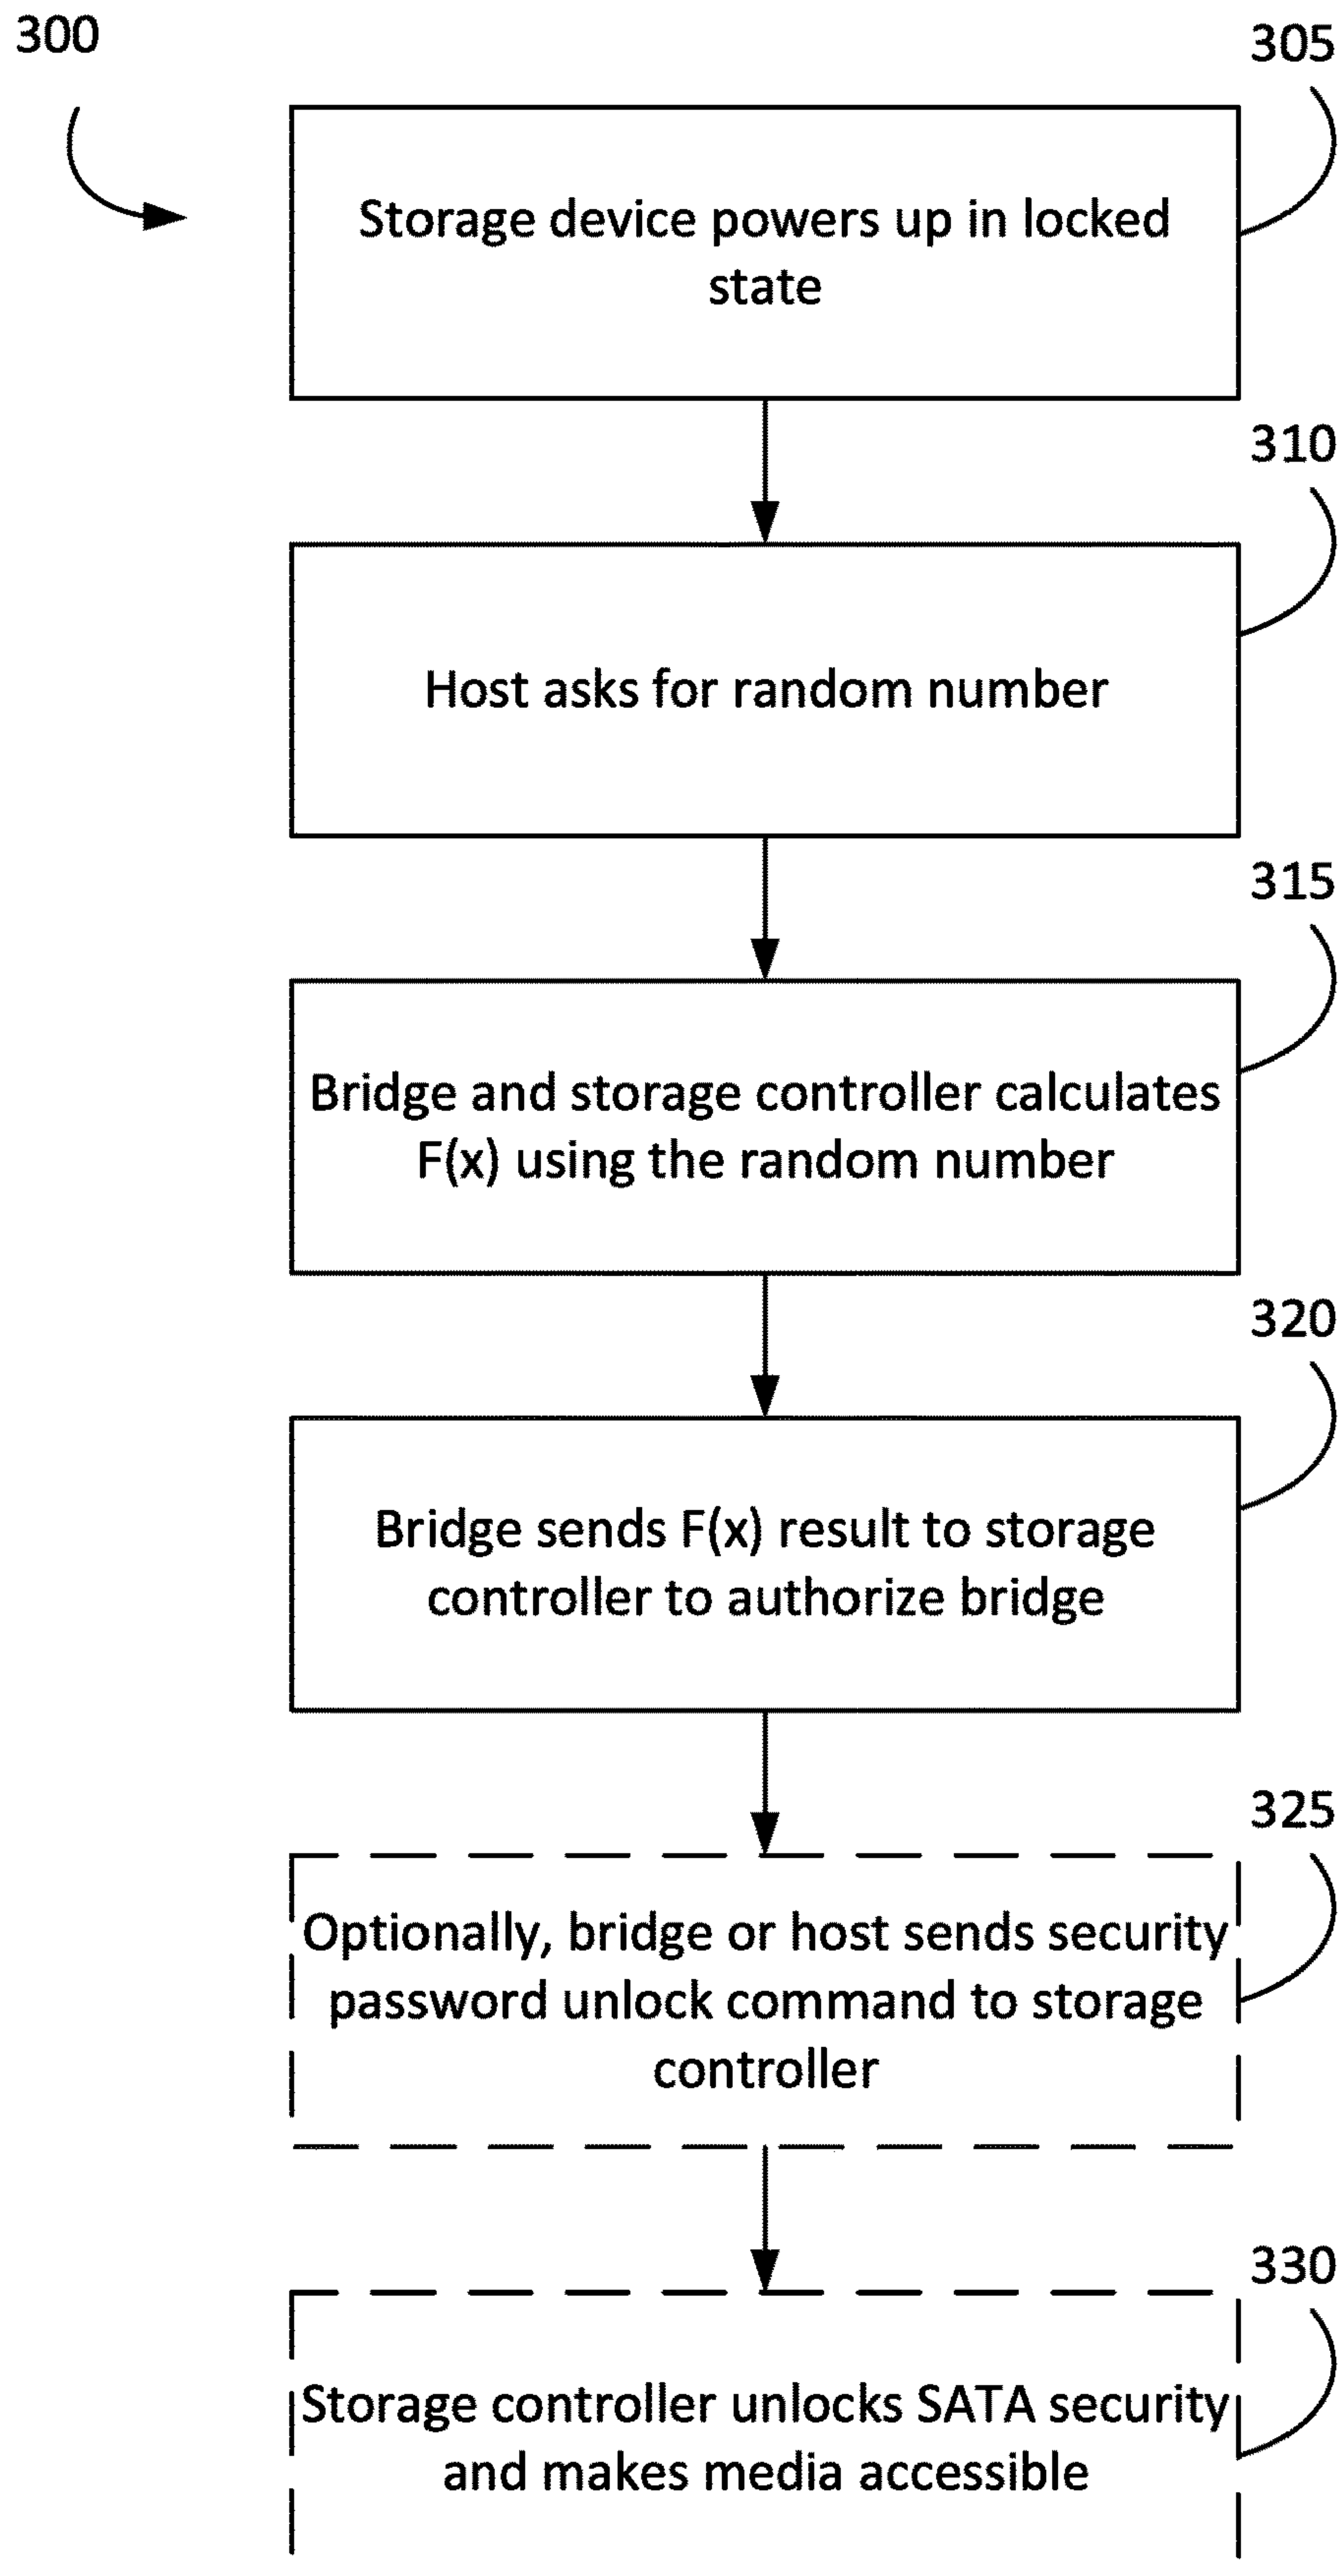 300
305
Storage device powers up in locked
state
310
Host asks for random number
315
Bridge and storage controller calculates
F(x) using the random number
320
Bridge sends F(x) result to storage
controller to authorize bridge
325
Optionally, bridge or host sends security
password unlock command to storage
controller
330
Storage controller unlocks SATA security
and makes media accessible